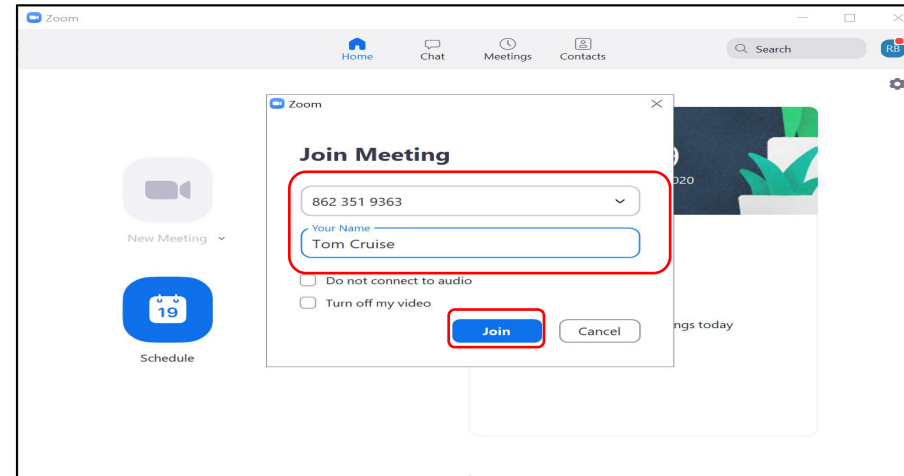 Zoom
Home Chat Meetings Contacts
Search
RB
Zoom
Join Meeting
862 351 9363
Your Name
Tom Cruise
Do not connect to audio
Turn off my video
Join Cancel
New Meeting
19
Schedule
020
ngs today